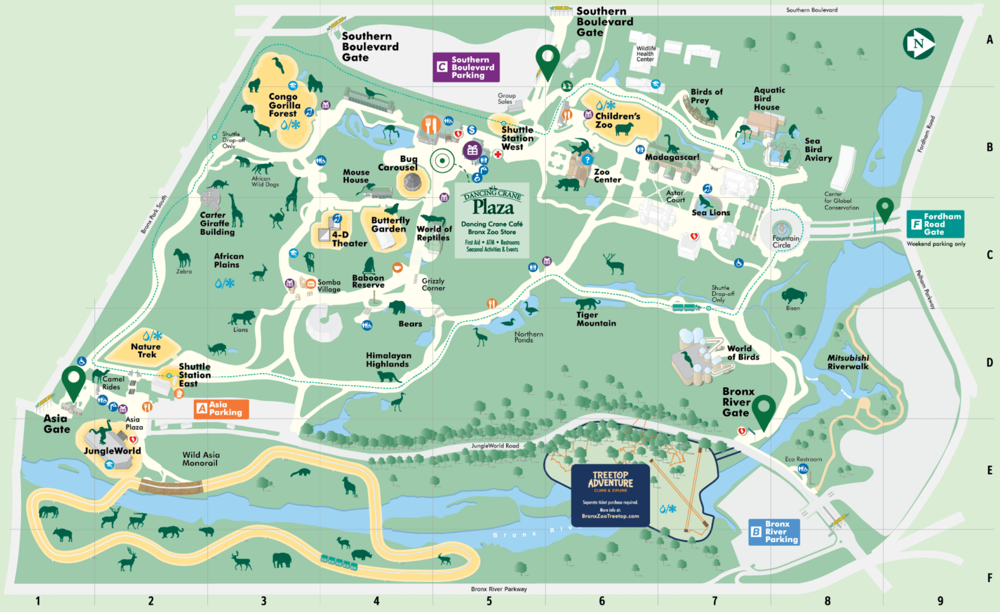 Southern Boulevard
Southern
Boulevard
Gate
Southern
Boulevard
Gate
C
Southern
Boulevard
Parking
Wildlife
Health
Center
N
A
Congo
Gorilla
Forest
Group
Sales
Birds of
Prey
Aquatic
Bird
House
Children's
Zoo
Shuttle
Station
West
Shuttle
Drop-off
Only
Sea
Bird
Aviary
Fordham Road
B
$
?
Madagascar!
Bug
Carousel
Mouse
House
African
Wild Dogs
Zoo
Center
Astor
Court
Sea Lions
Center
for Global
Conservation
Bronx Park South
DANCING CRANE
Plaza
Dancing Crane Café
Bronx Zoo Store
First Aid • ATM • Restrooms
Seasonal Activities & Events
Carter
Giraffe
Building
4-D
Theater
Butterfly
Garden
World of
Reptiles
Fountain
Circle
F
Fordham
Road
Gate
Weekend parking only
C
African
Plains
Zebra
Somba
Village
Baboon
Reserve
Grizzly
Corner
Shuttle
Drop-off
Only
Bison
Pelham Parkway
Lions
Bears
Northern
Ponds
Tiger
Mountain
Nature
Trek
Himalayan
Highlands
World
of Birds
Mitsubishi
Riverwalk
D
Shuttle
Station
East
Camel
Rides
A
Asia
Parking
Asia
Gate
Asia
Plaza
Bronx
River
Gate
JungleWorld
Wild Asia
Monorail
JungleWorld Road
Eco Restroom
E
TREETOP
ADVENTURE
CLIMB & ZIPLINE
Separate ticket purchase required.
More info at:
BronxZooTreetop.com
Bronx Rive
B
Bronx
River
Parking
F
Bronx River Parkway
1 2 3 4 5 6 7 8 9